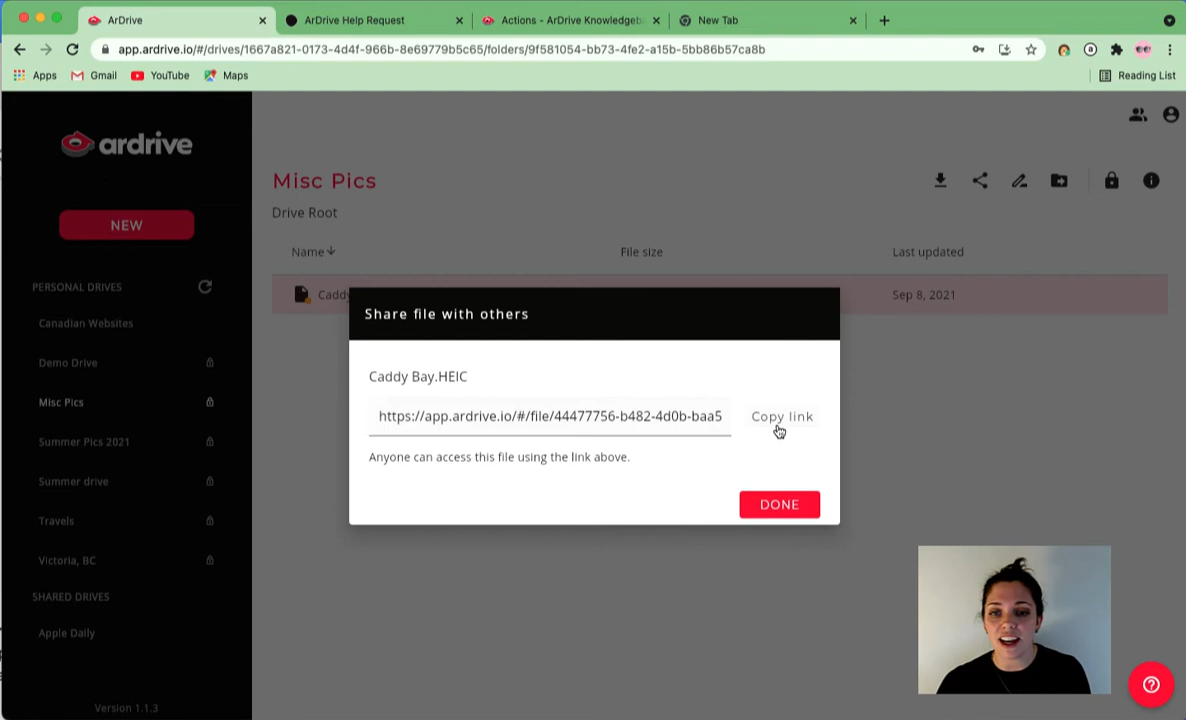 ArDrive
ArDrive Help Request
Actions - ArDrive Knowledgeb
New Tab
app.ardrive.io/#/drives/1667a821-0173-4d4f-966b-8e69779b5c65/folders/9f581054-bb73-4fe2-a15b-5bb86b57ca8b
Apps
Gmail
YouTube
Maps
Reading List
ardrive
NEW
PERSONAL DRIVES
Canadian Websites
Demo Drive
Misc Pics
Summer Pics 2021
Summer drive
Travels
Victoria, BC
SHARED DRIVES
Apple Daily
Version 1.1.3
Misc Pics
Drive Root
Name
File size
Last updated
Caddy
Sep 8, 2021
Share file with others
Caddy Bay.HEIC
https://app.ardrive.io/#/file/44477756-b482-4d0b-baa5
Copy link
Anyone can access this file using the link above.
DONE